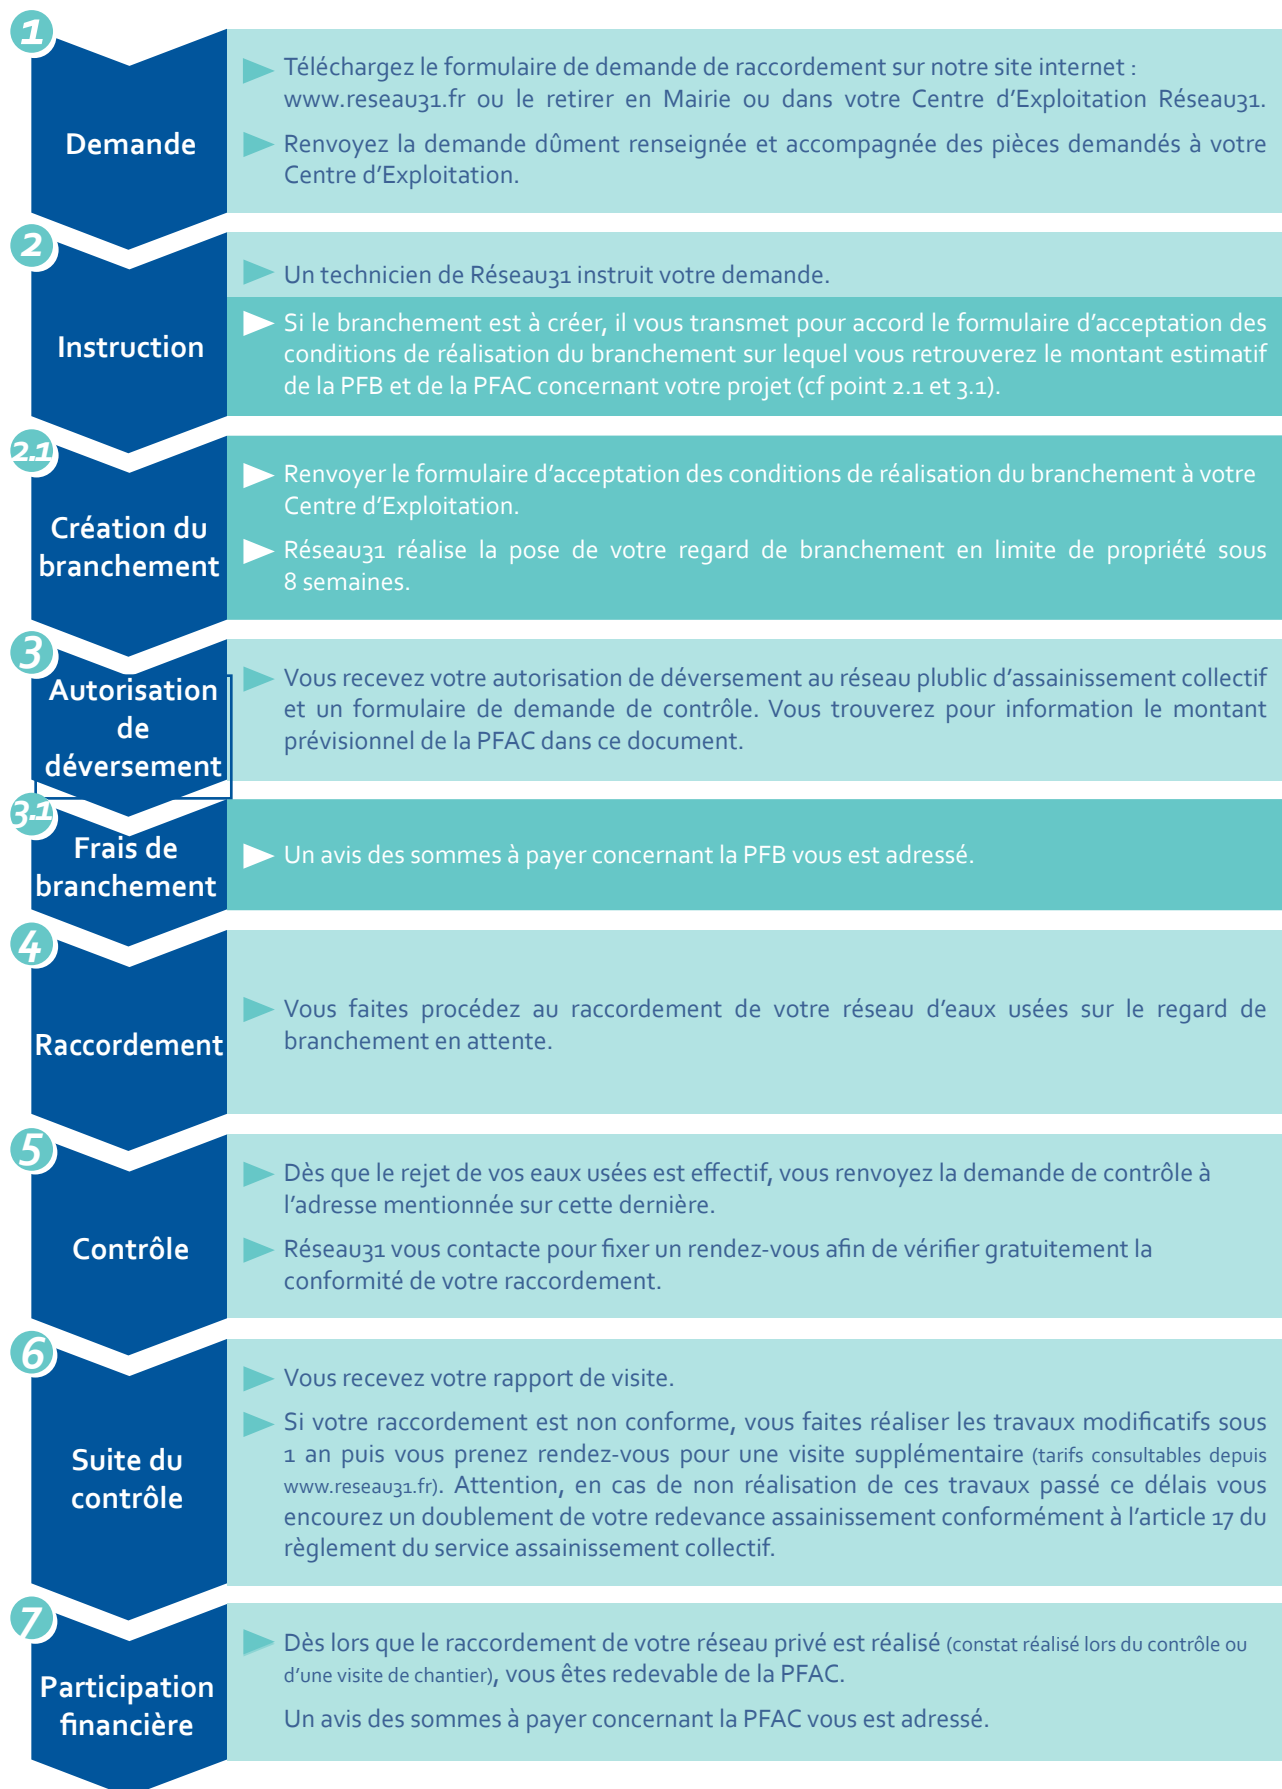 1
Demande
Téléchargez le formulaire de demande de raccordement sur notre site internet :
www.reseau31.fr ou le retirer en Mairie ou dans votre Centre d’Exploitation Réseau31.
Renvoyez la demande dûment renseignée et accompagnée des pièces demandés à votre
Centre d’Exploitation.
2
Instruction
Un technicien de Réseau31 instruit votre demande.
Si le branchement est à créer, il vous transmet pour accord le formulaire d’acceptation des
conditions de réalisation du branchement sur lequel vous retrouverez le montant estimatif
de la PFB et de la PFAC concernant votre projet (cf point 2.1 et 3.1).
2.1
Création du
branchement
Renvoyer le formulaire d’acceptation des conditions de réalisation du branchement à votre
Centre d’Exploitation.
Réseau31 réalise la pose de votre regard de branchement en limite de propriété sous
8 semaines.
3
Autorisation
de
déversement
Vous recevez votre autorisation de déversement au réseau plublic d’assainissement collectif
et un formulaire de demande de contrôle. Vous trouverez pour information le montant
prévisionnel de la PFAC dans ce document.
3.1
Frais de
branchement
Un avis des sommes à payer concernant la PFB vous est adressé.
4
Raccordement
Vous faites procédez au raccordement de votre réseau d’eaux usées sur le regard de
branchement en attente.
5
Contrôle
Dès que le rejet de vos eaux usées est effectif, vous renvoyez la demande de contrôle à
l’adresse mentionnée sur cette dernière.
Réseau31 vous contacte pour fixer un rendez-vous afin de vérifier gratuitement la
conformité de votre raccordement.
6
Suite du
contrôle
Vous recevez votre rapport de visite.
Si votre raccordement est non conforme, vous faites réaliser les travaux modificatifs sous
1 an puis vous prenez rendez-vous pour une visite supplémentaire (tarifs consultables depuis
www.reseau31.fr). Attention, en cas de non réalisation de ces travaux passé ce délais vous
encourez un doublement de votre redevance assainissement conformément à l’article 17 du
règlement du service assainissement collectif.
7
Participation
financière
Dès lors que le raccordement de votre réseau privé est réalisé (constat réalisé lors du contrôle ou
d’une visite de chantier), vous êtes redevable de la PFAC.
Un avis des sommes à payer concernant la PFAC vous est adressé.